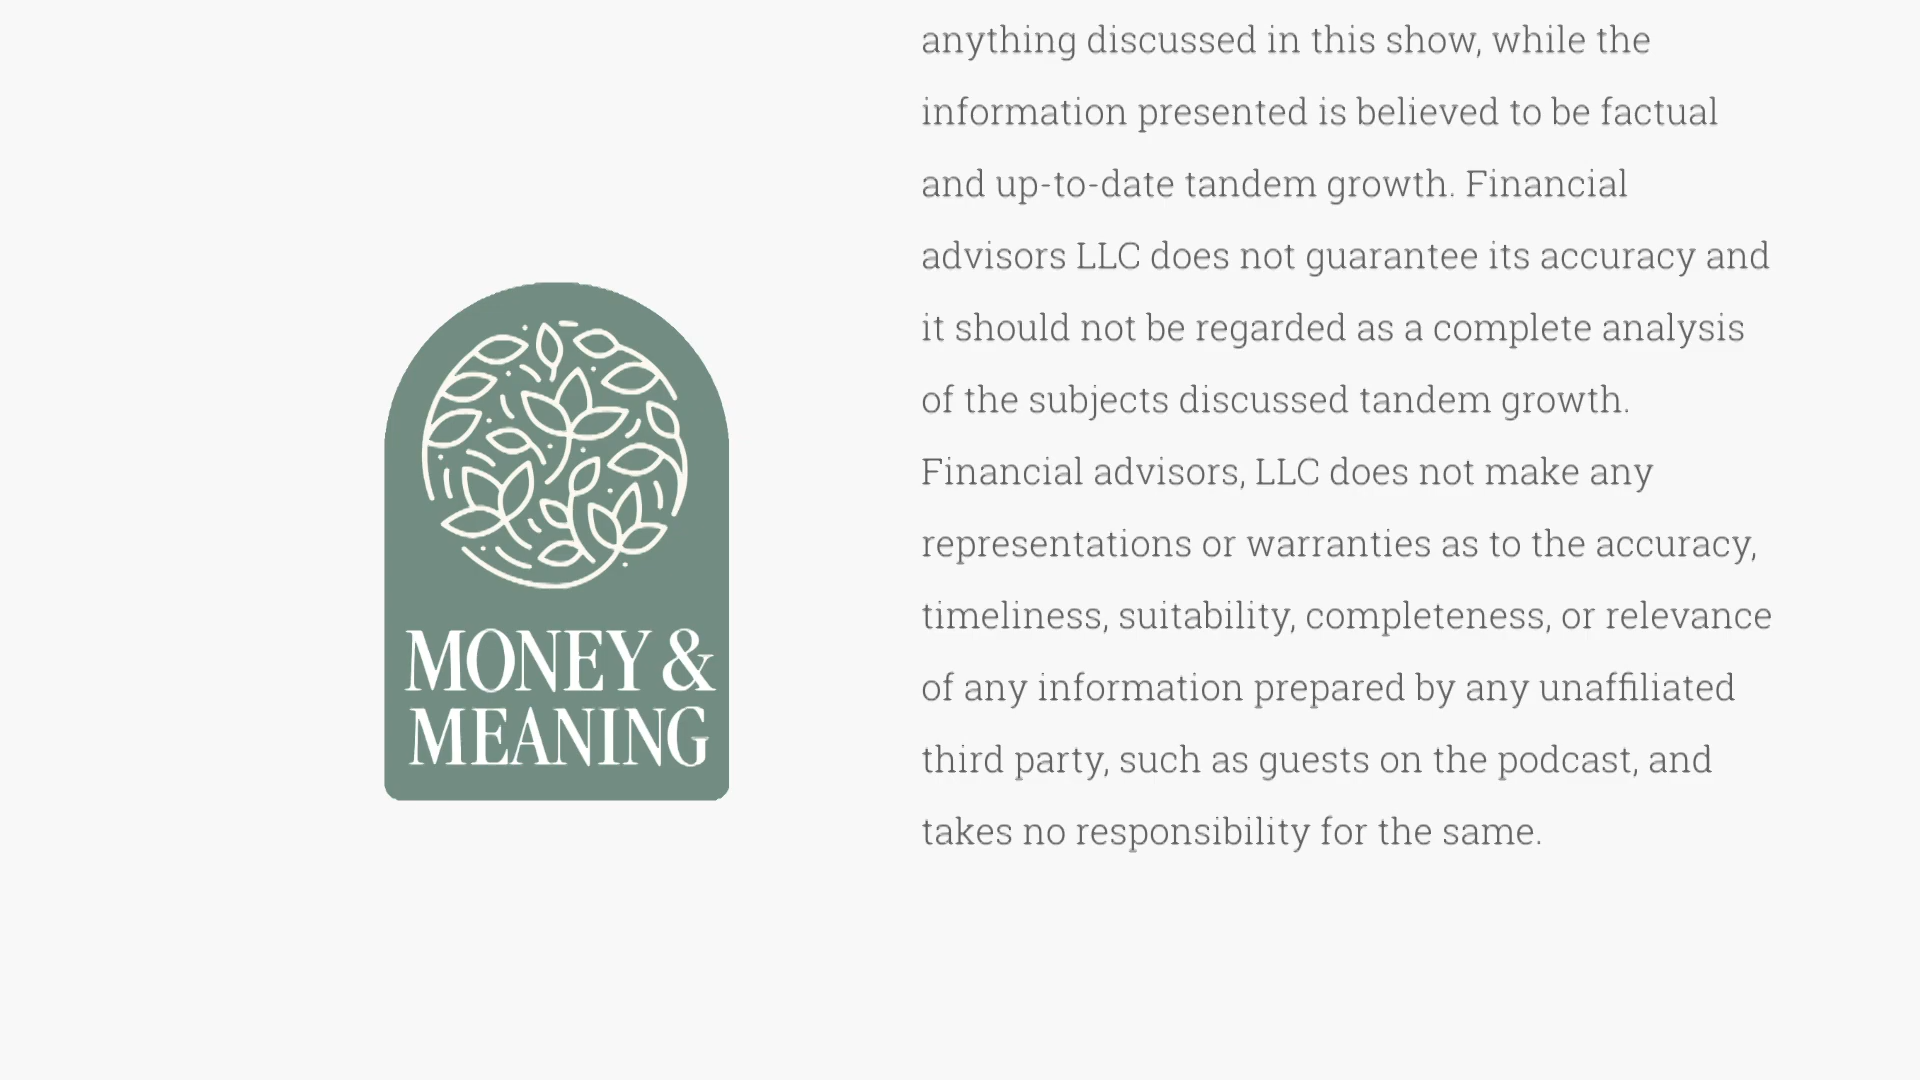 MONEY &
MEANING
anything discussed in this show, while the
information presented is believed to be factual
and up-to-date tandem growth. Financial
advisors LLC does not guarantee its accuracy and
it should not be regarded as a complete analysis
of the subjects discussed tandem growth.
Financial advisors, LLC does not make any
representations or warranties as to the accuracy,
timeliness, suitability, completeness, or relevance
of any information prepared by any unaffiliated
third party, such as guests on the podcast, and
takes no responsibility for the same.